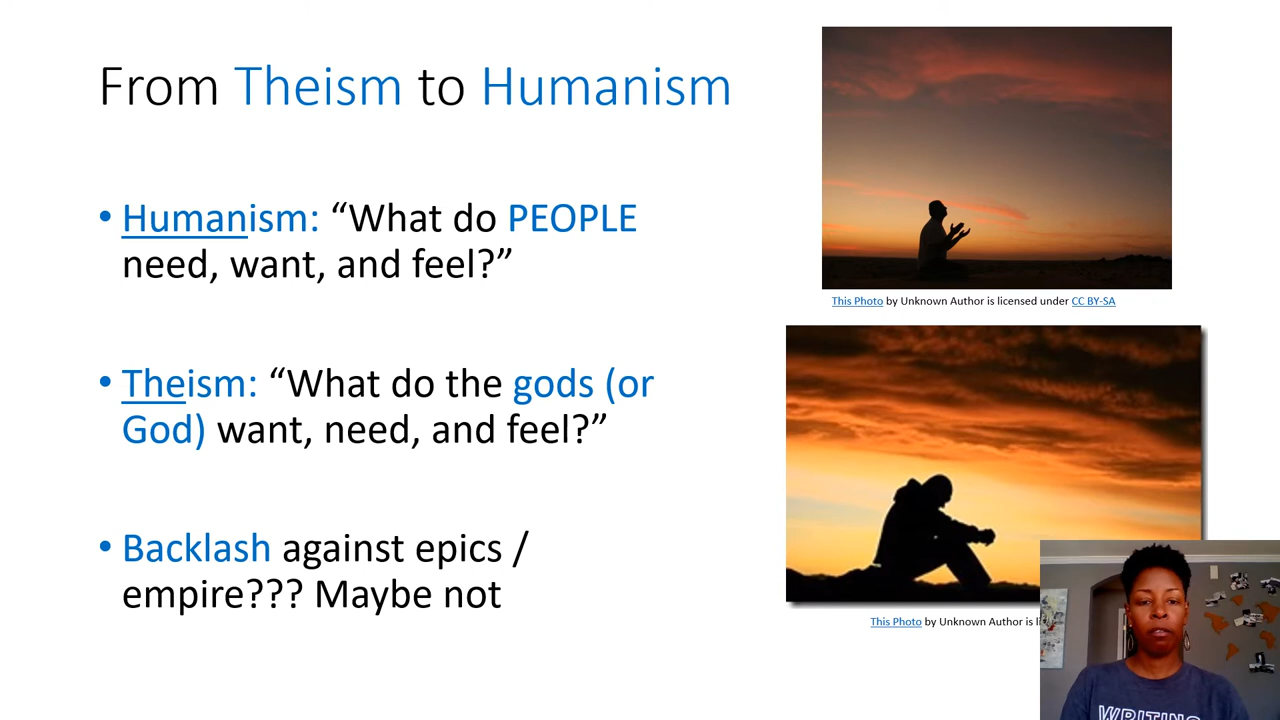 From Theism to Humanism
• Humanism: “What do PEOPLE
need, want, and feel?”
• Theism: “What do the gods (or
God) want, need, and feel?”
• Backlash against epics /
empire??? Maybe not
This Photo by Unknown Author is licensed under CC BY-SA
This Photo by Unknown Author is
WRITING